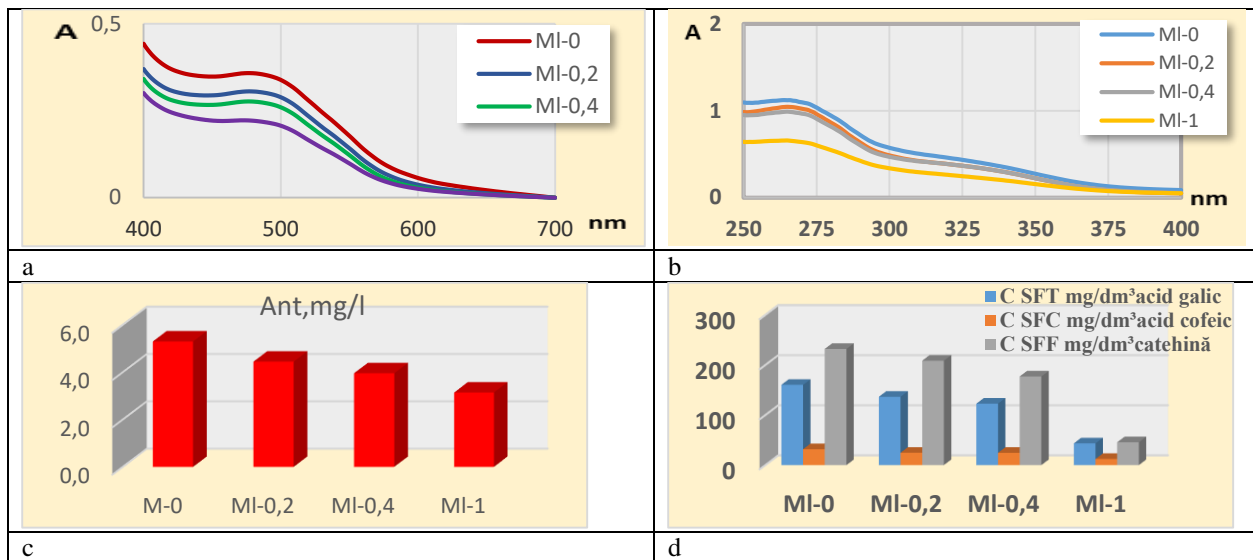 A
0,5
0
400
500
600
700
nm
Ml-0
Ml-0,2
Ml-0,4
a
A
2
1
0
250
275
300
325
350
375
400
nm
Ml-0
Ml-0,2
Ml-0,4
Ml-1
b
Ant,mg/l
6,0
4,0
2,0
0,0
M-0
Ml-0,2
Ml-0,4
Ml-1
c
C SFT mg/dm³acid galic
C SFC mg/dm³acid cofeic
C SFF mg/dm³catehină
300
200
100
0
Ml-0
Ml-0,2
Ml-0,4
Ml-1
d